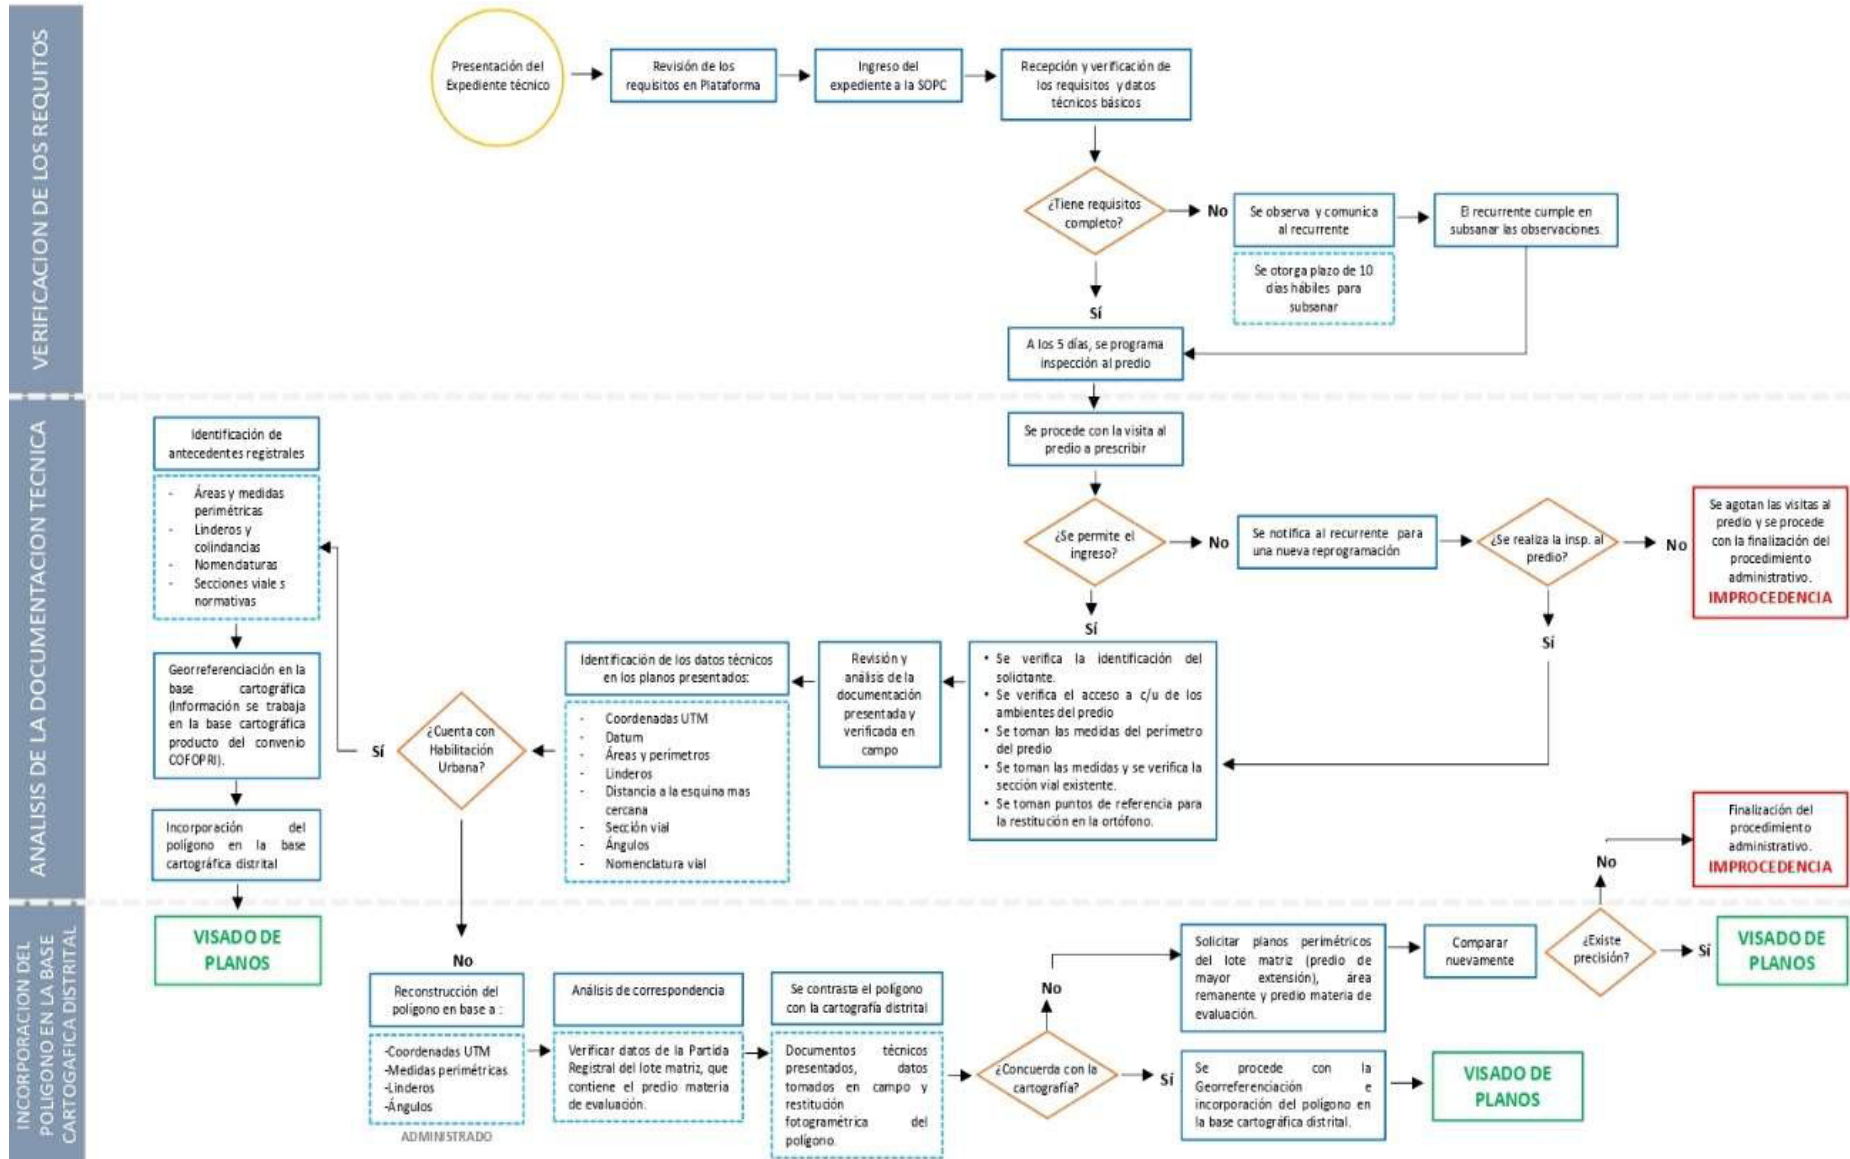 VERIFICACION DE LOS REQUITOS
Presentación del
Expediente técnico
Revisión de los
requisitos en Plataforma
Ingreso del
expediente a la SOPC
Recepción y verificación de
los requisitos y datos
técnicos básicos
¿Tiene requisitos
completo?
No
Se observa y comunica
al recurrente
Se otorga plazo de 10
días hábiles para
subsanar
El recurrente cumple en
subsanar las observaciones.
Sí
A los 5 días, se programa
inspección al predio
ANALISIS DE LA DOCUMENTACION TECNICA
Se procede con la visita al
predio a prescribir
¿Se permite el
ingreso?
No
Se notifica al recurrente para
una nueva reprogramación
¿Se realiza la insp. al
predio?
No
Se agotan las visitas al
predio y se procede
con la finalización del
procedimiento
administrativo.
IMPROCEDENCIA
Sí
Sí
• Se verifica la identificación del
solicitante.
• Se verifica el acceso a c/u de los
ambientes del predio
• Se toman las medidas del perímetro
del predio
• Se toman las medidas y se verifica la
sección vial existente.
• Se toman puntos de referencia para
la restitución en la ortófono.
Revisión y
análisis de la
documentación
presentada y
verificada en
campo
Identificación de los datos técnicos
en los planos presentados:
- Coordenadas UTM
- Datum
- Áreas y perímetros
- Linderos
- Distancia a la esquina mas
cercana
- Sección vial
- Ángulos
- Nomenclatura vial
¿Cuenta con
Habilitación
Urbana?
Sí
Identificación de
antecedentes registrales
- Áreas y medidas
perimétricas
- Linderos y
colindancias
- Nomenclaturas
- Secciones viale s
normativas
Georreferenciación en la
base cartográfica
(Información se trabaja
en la base cartográfica
producto del convenio
COFOPRI).
Incorporación del
polígono en la base
cartográfica distrital
VISADO DE
PLANOS
INCORPORACION DEL
POLIGONO EN LA BASE
CARTOGAFICA DISTRITAL
No
Reconstrucción del
polígono en base a :
-Coordenadas UTM
-Medidas perimétricas
-Linderos
-Ángulos
ADMINISTRADO
Análisis de correspondencia
Verificar datos de la Partida
Registral del lote matriz, que
contiene el predio materia
de evaluación.
Se contrasta el polígono
con la cartografía distrital
Documentos técnicos
presentados, datos
tomados en campo y
restitución
fotogramétrica del
polígono.
¿Concuerda con la
cartografía?
No
Solicitar planos perimétricos
del lote matriz (predio de
mayor extensión), área
remanente y predio materia de
evaluación.
Comparar
nuevamente
¿Existe
precisión?
No
Finalización del
procedimiento
administrativo.
IMPROCEDENCIA
Sí
VISADO DE
PLANOS
Sí
Se procede con la
Georreferenciación e
incorporación del polígono en
la base cartográfica distrital.
VISADO DE
PLANOS